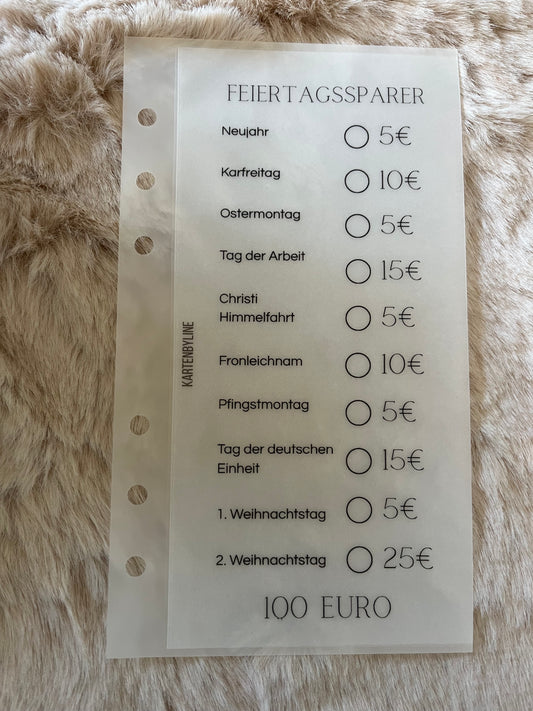 FEIERTAGSSPARER
Neujahr 5€
Karfreitag 10€
Ostermontag 5€
Tag der Arbeit 15€
Christi
Himmelfahrt 5€
Fronleichnam 10€
Pfingstmontag 5€
Tag der deutschen
Einheit 15€
1. Weihnachtstag 5€
2. Weihnachtstag 25€
100 EURO
KARTENBYLINE